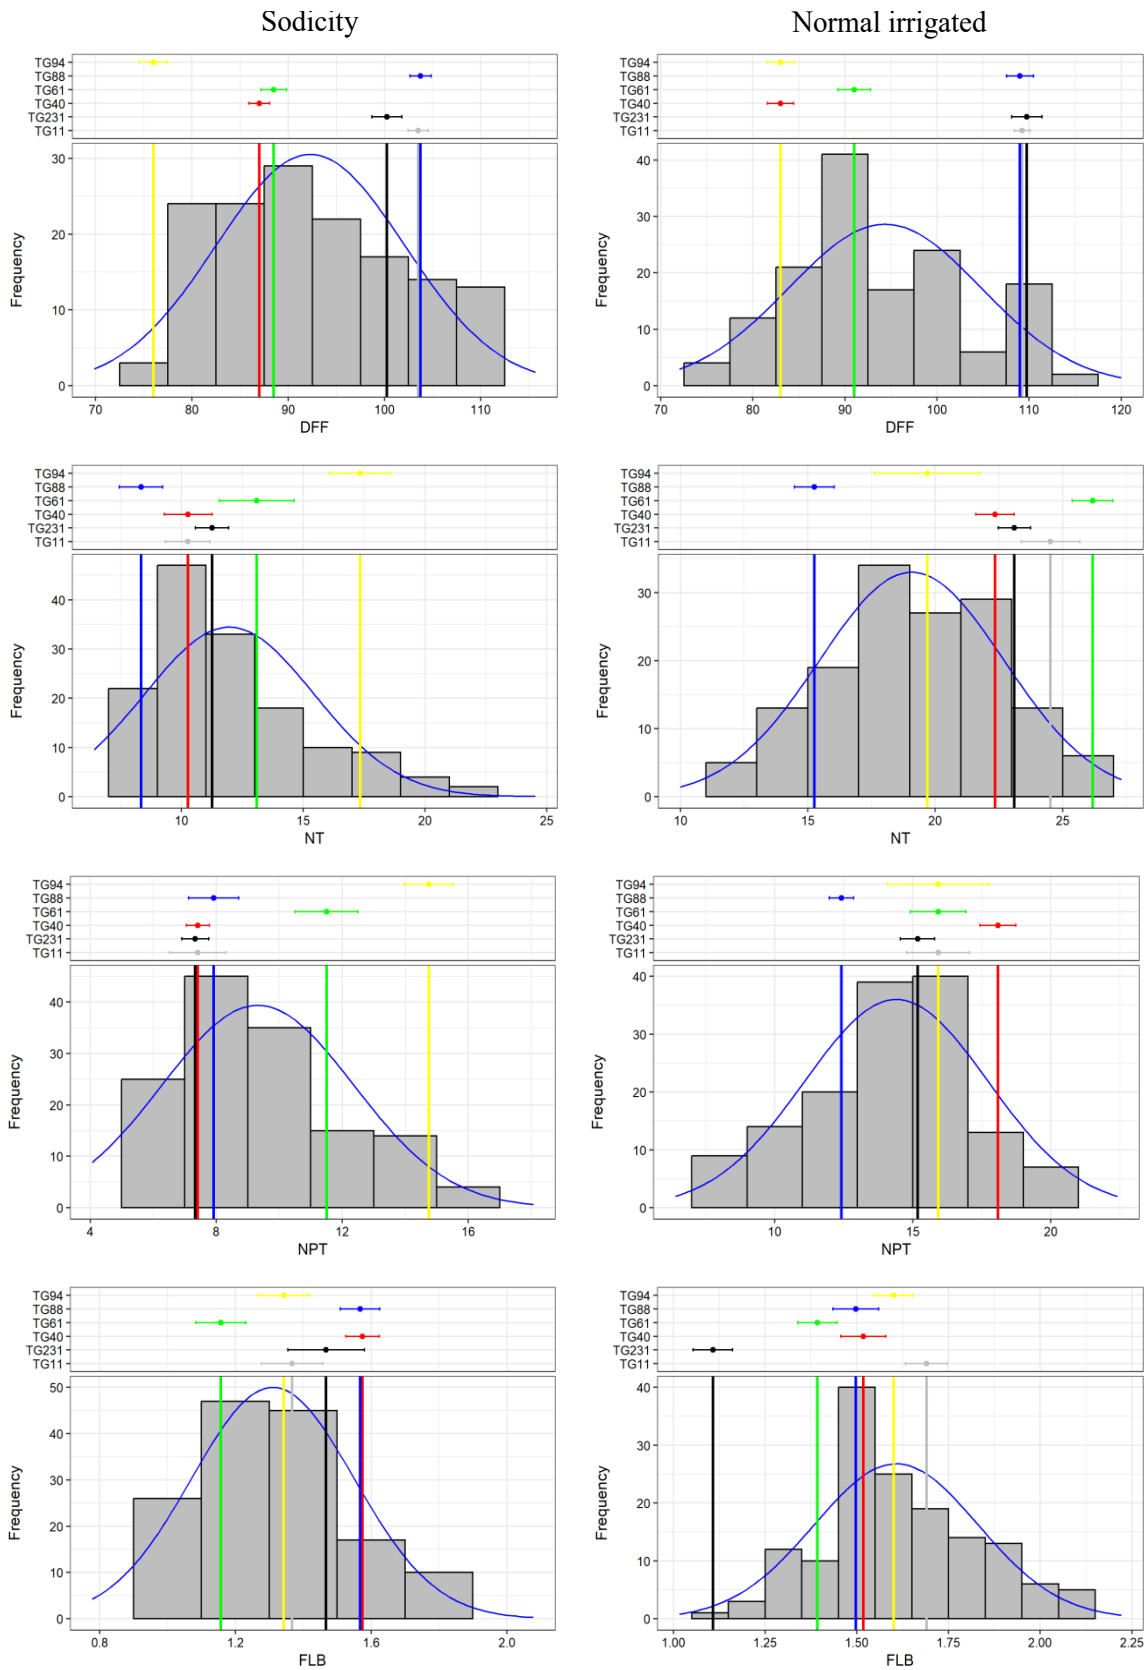 Sodicity
Normal irrigated
TG94
TG88
TG61
TG40
TG231
TG11
Frequency
30
20
10
0
70 80 90 100 110
DFF
TG94
TG88
TG61
TG40
TG231
TG11
Frequency
40
30
20
10
0
70 80 90 100 110 120
DFF
TG94
TG88
TG61
TG40
TG231
TG11
Frequency
40
30
20
10
0
10 15 20 25
NT
TG94
TG88
TG61
TG40
TG231
TG11
Frequency
30
20
10
0
10 15 20 25
NT
TG94
TG88
TG61
TG40
TG231
TG11
Frequency
40
30
20
10
0
4 8 12 16
NPT
TG94
TG88
TG61
TG40
TG231
TG11
Frequency
40
30
20
10
0
10 15 20
NPT
TG94
TG88
TG61
TG40
TG231
TG11
Frequency
50
40
30
20
10
0
0.8 1.2 1.6 2.0
FLB
TG94
TG88
TG61
TG40
TG231
TG11
Frequency
40
30
20
10
0
1.00 1.25 1.50 1.75 2.00 2.25
FLB